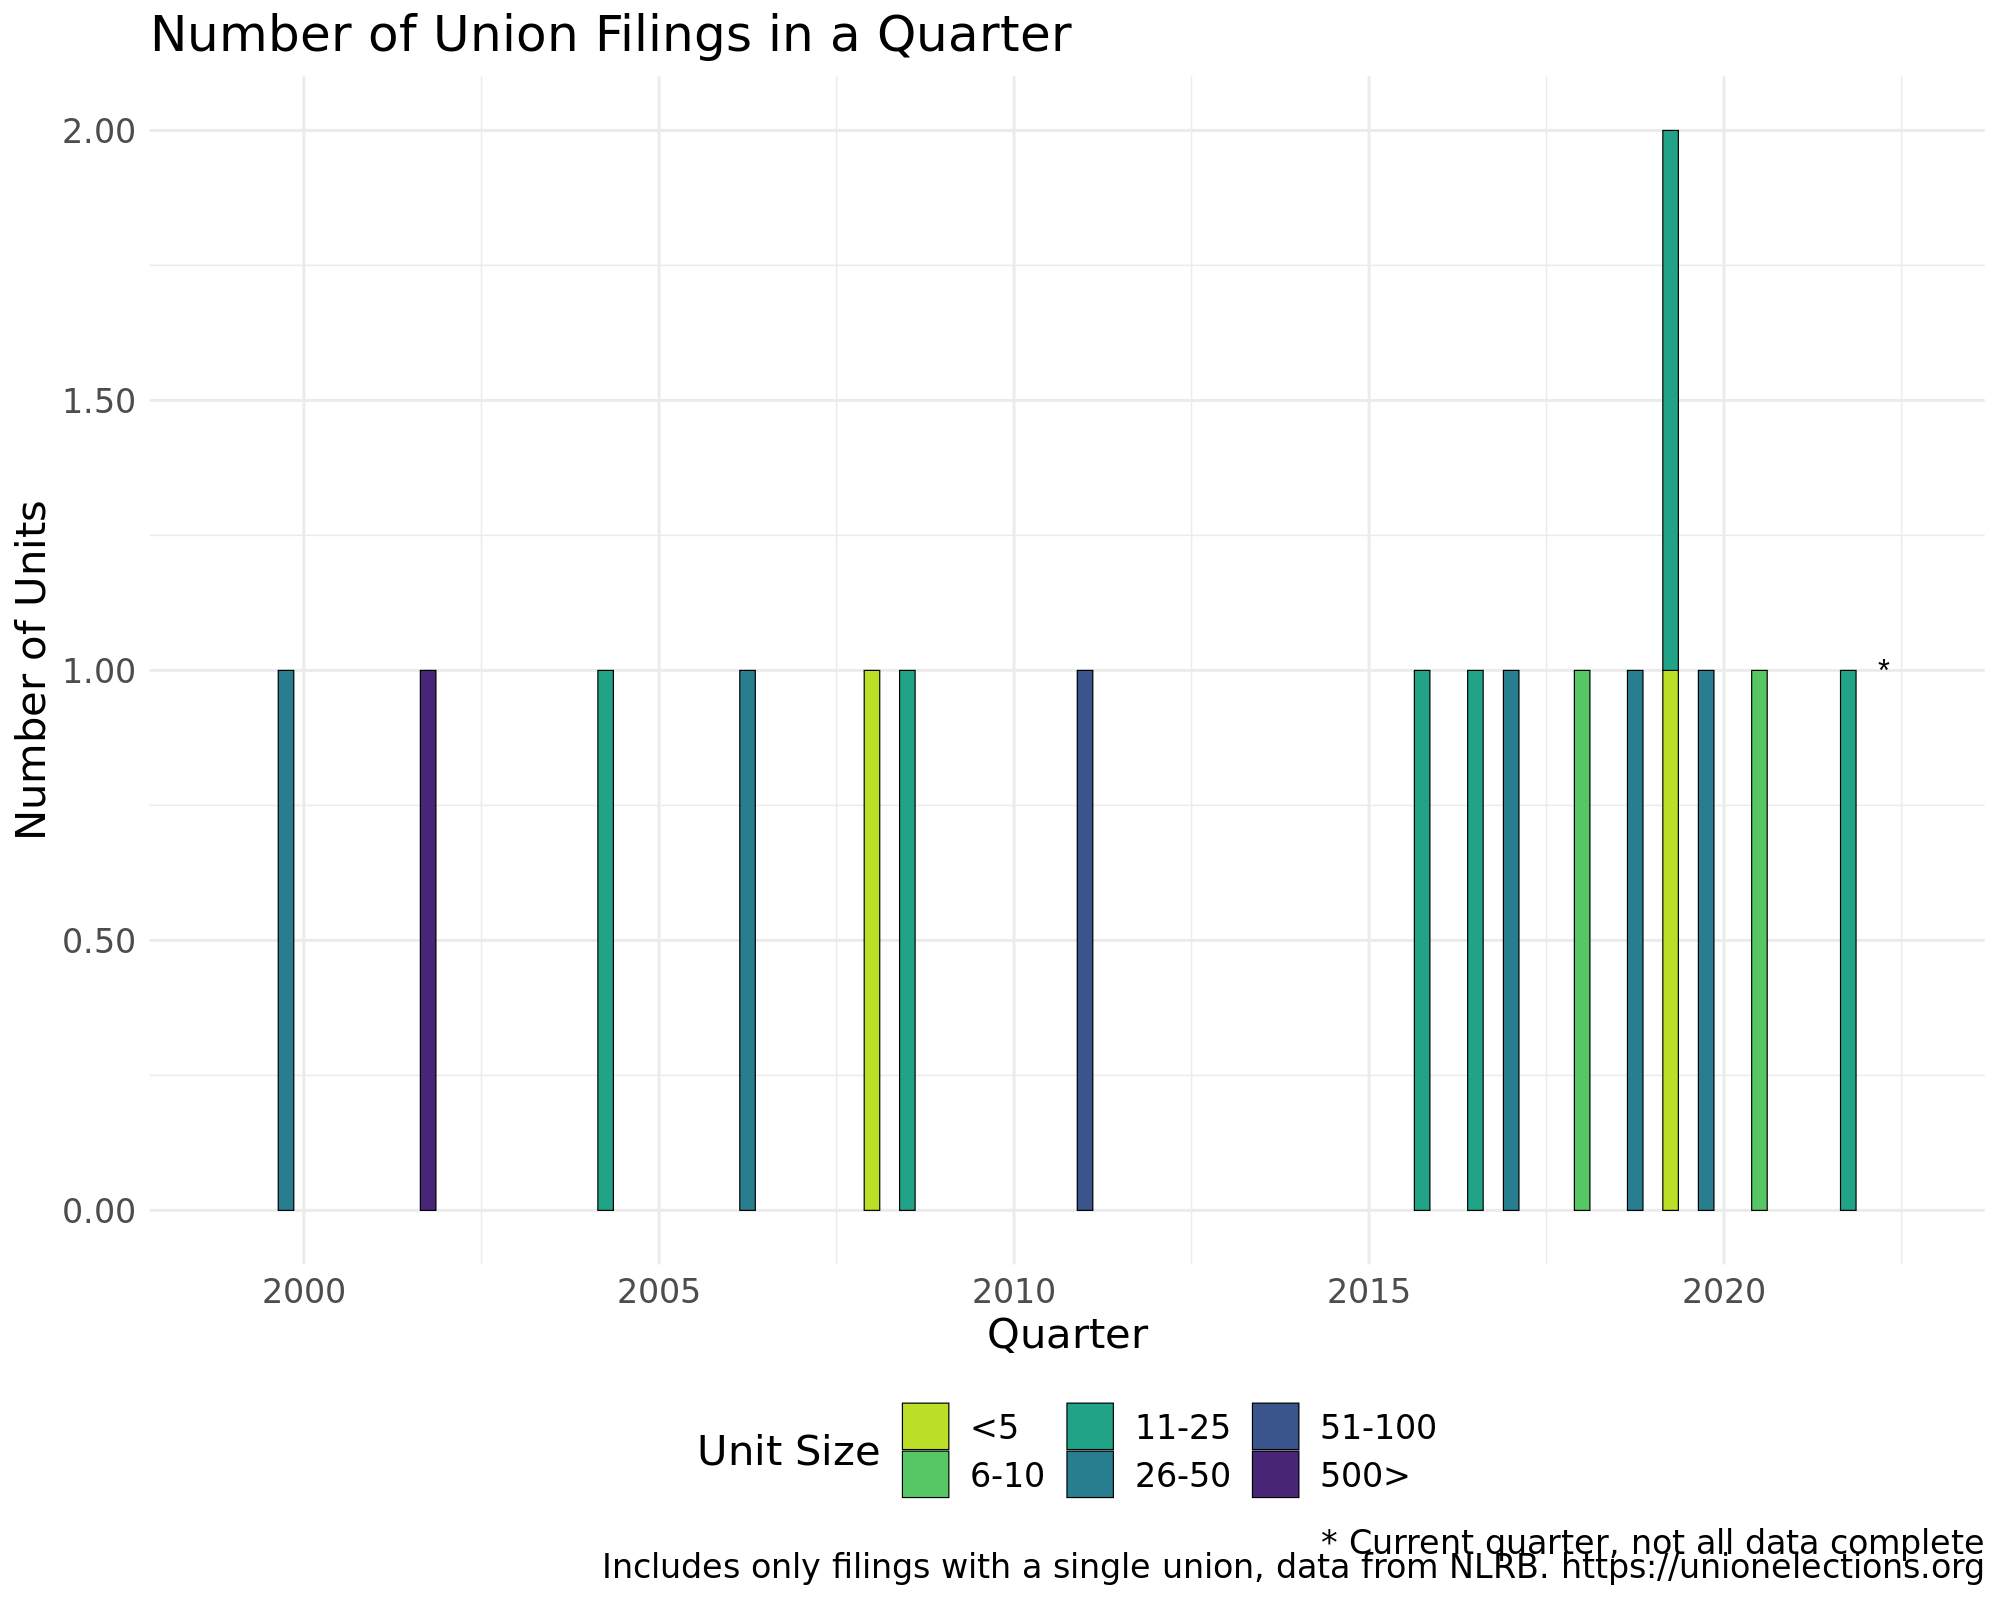 Number of Union Filings in a Quarter
Number of Units
2.00
1.50
1.00
0.50
0.00
*
2000 2005 2010 2015 2020
Quarter
Unit Size
<5 11-25 51-100
6-10 26-50 500>
* Current quarter, not all data complete
Includes only filings with a single union, data from NLRB. https://unionelections.org